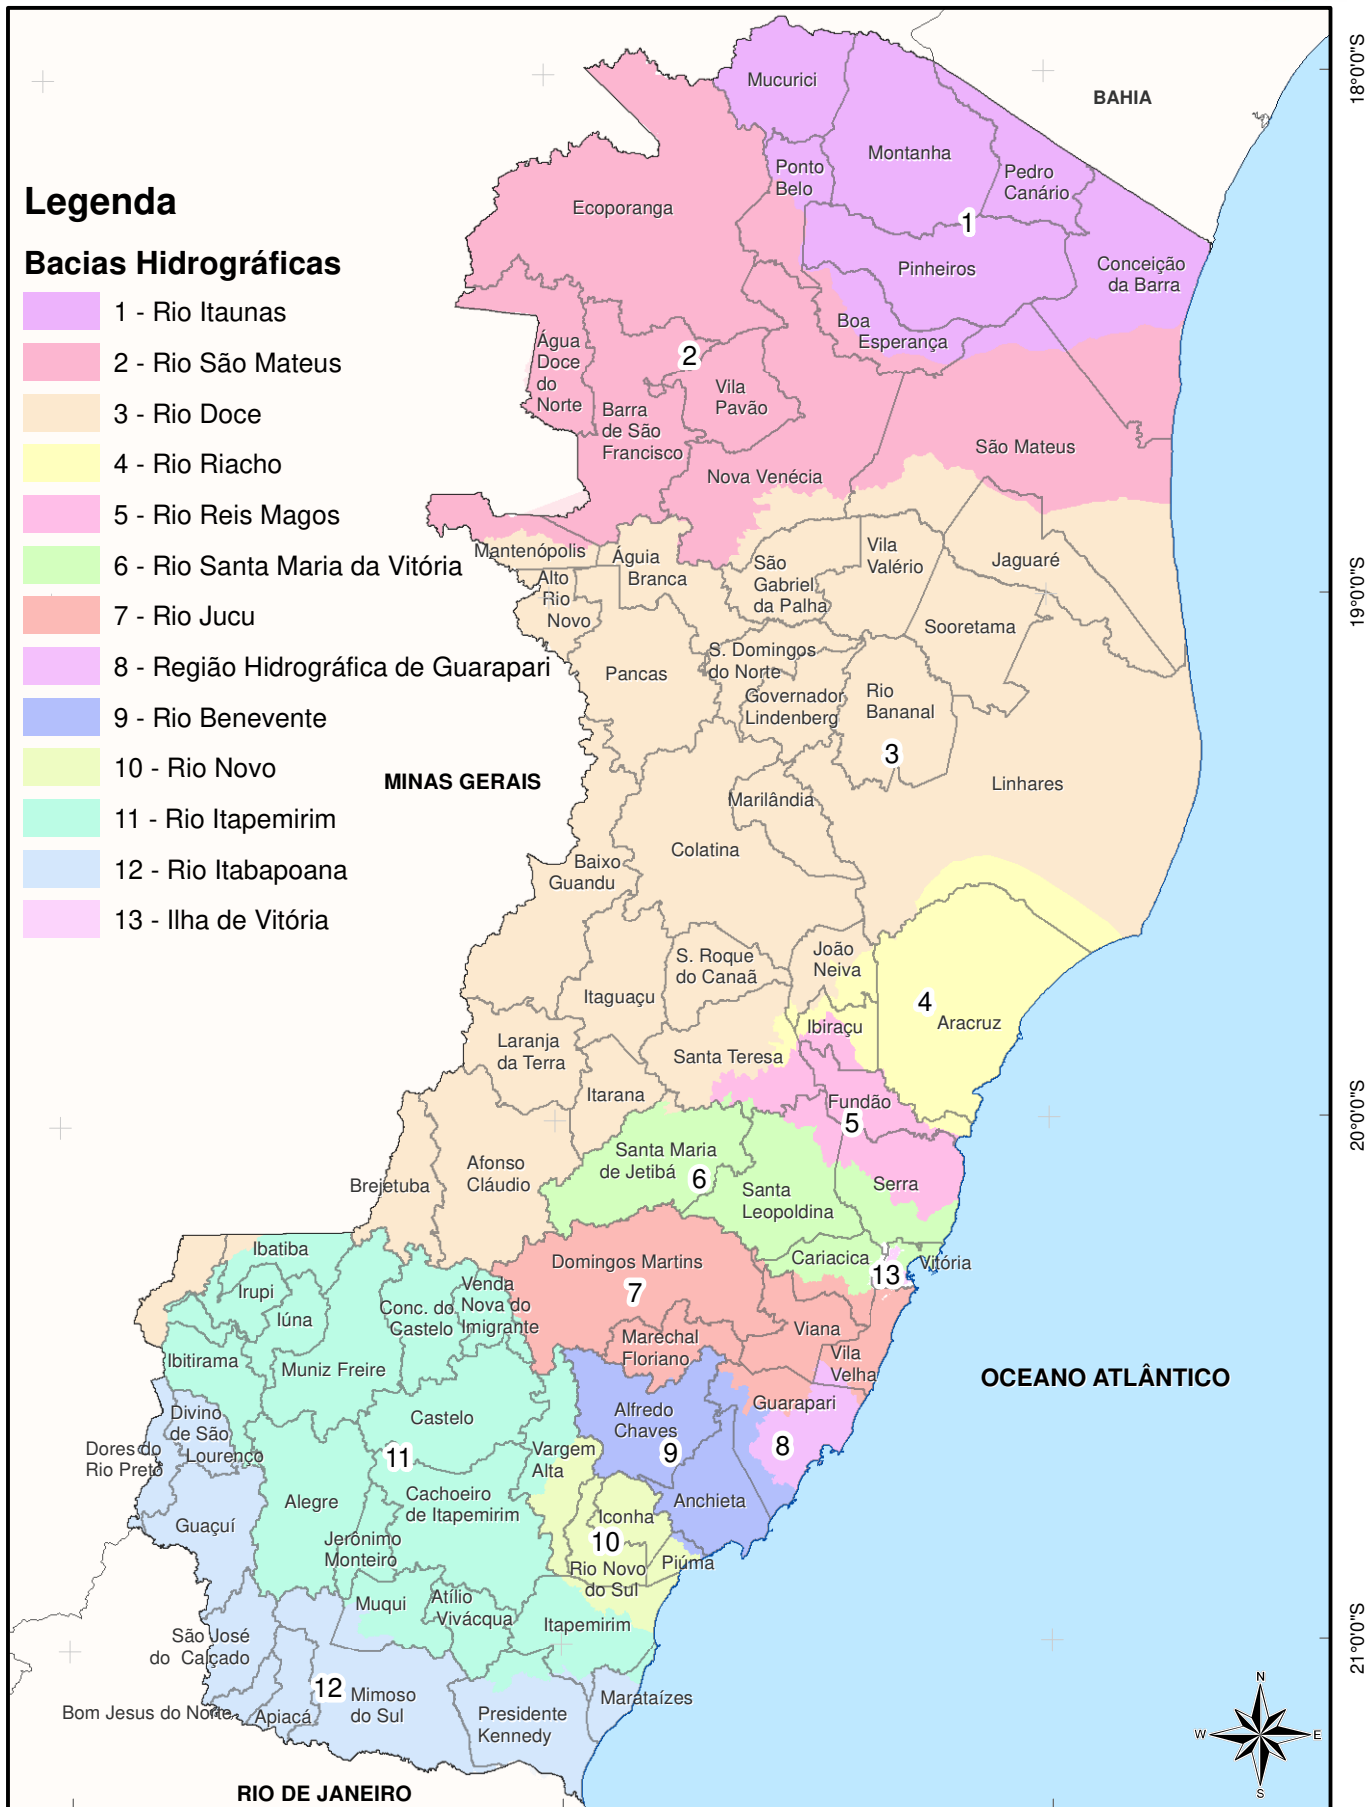 Legenda
Bacias Hidrográficas
1 - Rio Itaunas
2 - Rio São Mateus
3 - Rio Doce
4 - Rio Riacho
5 - Rio Reis Magos
6 - Rio Santa Maria da Vitória
7 - Rio Jucu
8 - Região Hidrográfica de Guarapari
9 - Rio Benevente
10 - Rio Novo
11 - Rio Itapemirim
12 - Rio Itabapoana
13 - Ilha de Vitória
BAHIA
MINAS GERAIS
RIO DE JANEIRO
OCEANO ATLÂNTICO
18°0'0"S
19°0'0"S
20°0'0"S
21°0'0"S
Mucurici
Montanha
Ponto
Belo
Pedro
Canário
1
Ecoporanga
Pinheiros
Conceição
da Barra
Boa
Esperança
Água
Doce
do
Norte
2
Vila
Pavão
Barra
de São
Francisco
Nova Venécia
São Mateus
Mantenópolis
Águia
Branca
Alto
Rio
Novo
São
Gabriel
da Palha
Vila
Valério
Jaguaré
Sooretama
Pancas
S. Domingos
do Norte
Governador
Lindenberg
Rio
Bananal
3
Linhares
Marilândia
Colatina
Baixo
Guandu
S. Roque
do Canaã
João
Neiva
Itaguaçu
4
Aracruz
Ibiraçu
Laranja
da Terra
Santa Teresa
Itarana
Fundão
5
Santa Maria
de Jetibá
6
Afonso
Cláudio
Brejetuba
Santa
Leopoldina
Serra
Ibatiba
Domingos Martins
7
Cariacica
13
Vitória
Irupi
Iúna
Conc. do
Castelo
Venda
Nova do
Imigrante
Marechal
Floriano
Viana
Vila
Velha
Ibitirama
Muniz Freire
Guarapari
Divino
de São
Lourenço
Castelo
Alfredo
Chaves
Dores do
Rio Preto
11
Vargem
Alta
9
8
Alegre
Cachoeiro
de Itapemirim
Anchieta
Guaçuí
Iconha
10
Jerônimo
Monteiro
Rio Novo
do Sul
Piúma
Muqui
Atílio
Vivácqua
Itapemirim
São José
do Calçado
12
Mimoso
do Sul
Marataízes
Bom Jesus do Norte
Apiacá
Presidente
Kennedy
N
W
E
S